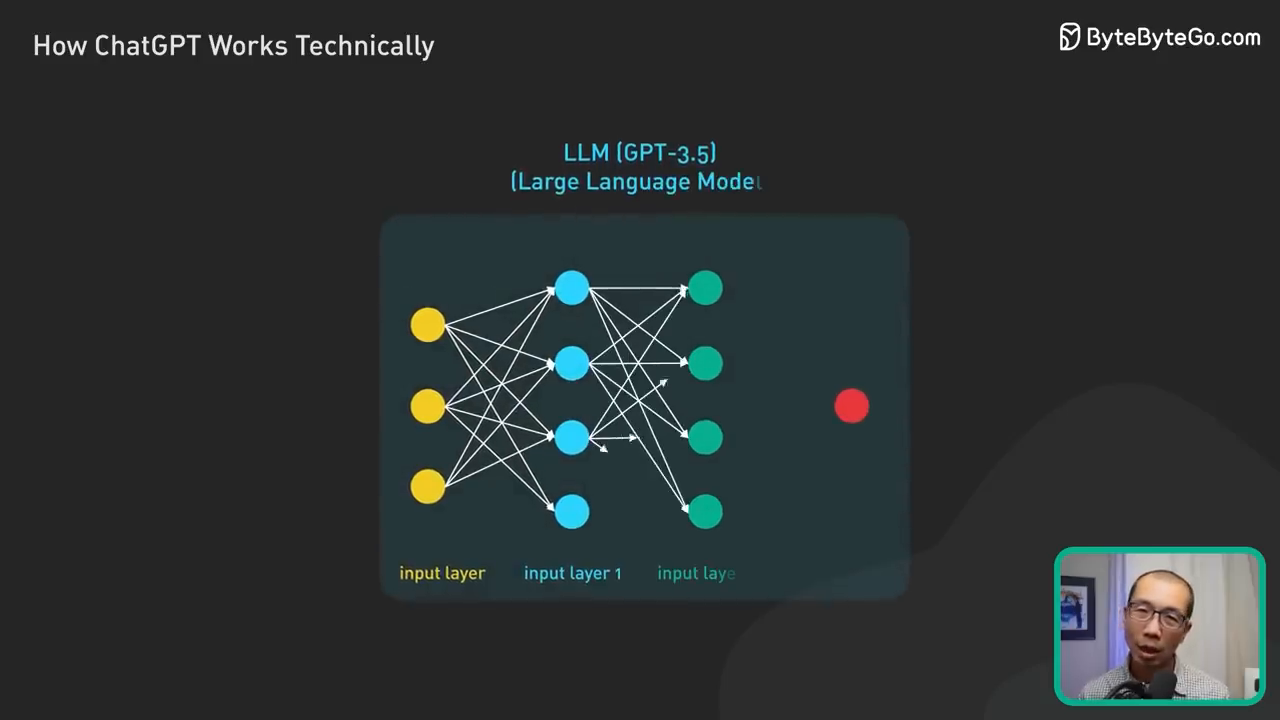 How ChatGPT Works Technically
ByteByteGo.com
LLM (GPT-3.5)
(Large Language Model
input layer
input layer 1
input laye